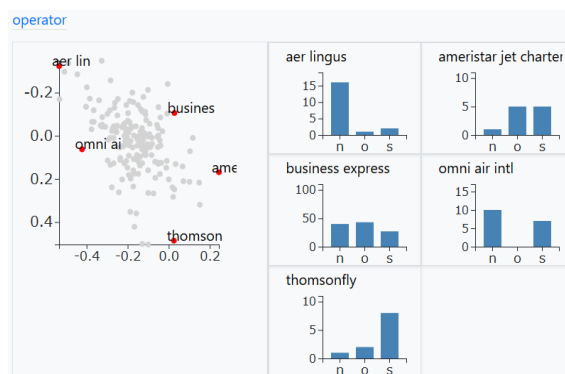 operator
aer lin
-0.2
busines
0.0
omni ai
ame
0.2
0.4
thomson
-0.4 -0.2 0.0 0.2
aer lingus
15
10
5
0
n o s
ameristar jet charter
10
5
0
n o s
business express
100
50
0
n o s
omni air intl
15
10
5
0
n o s
thomsonfly
10
5
0
n o s